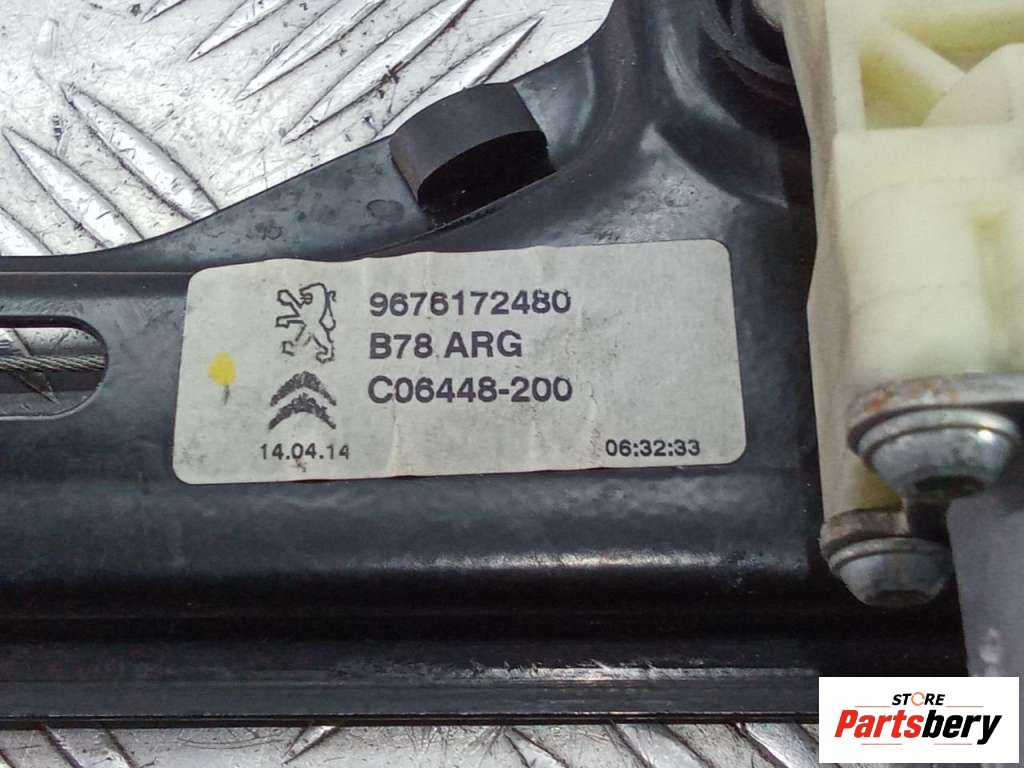 9676172480
B78 ARG
C06448-200
14.04.14 06:32:33
STORE
Partsbery